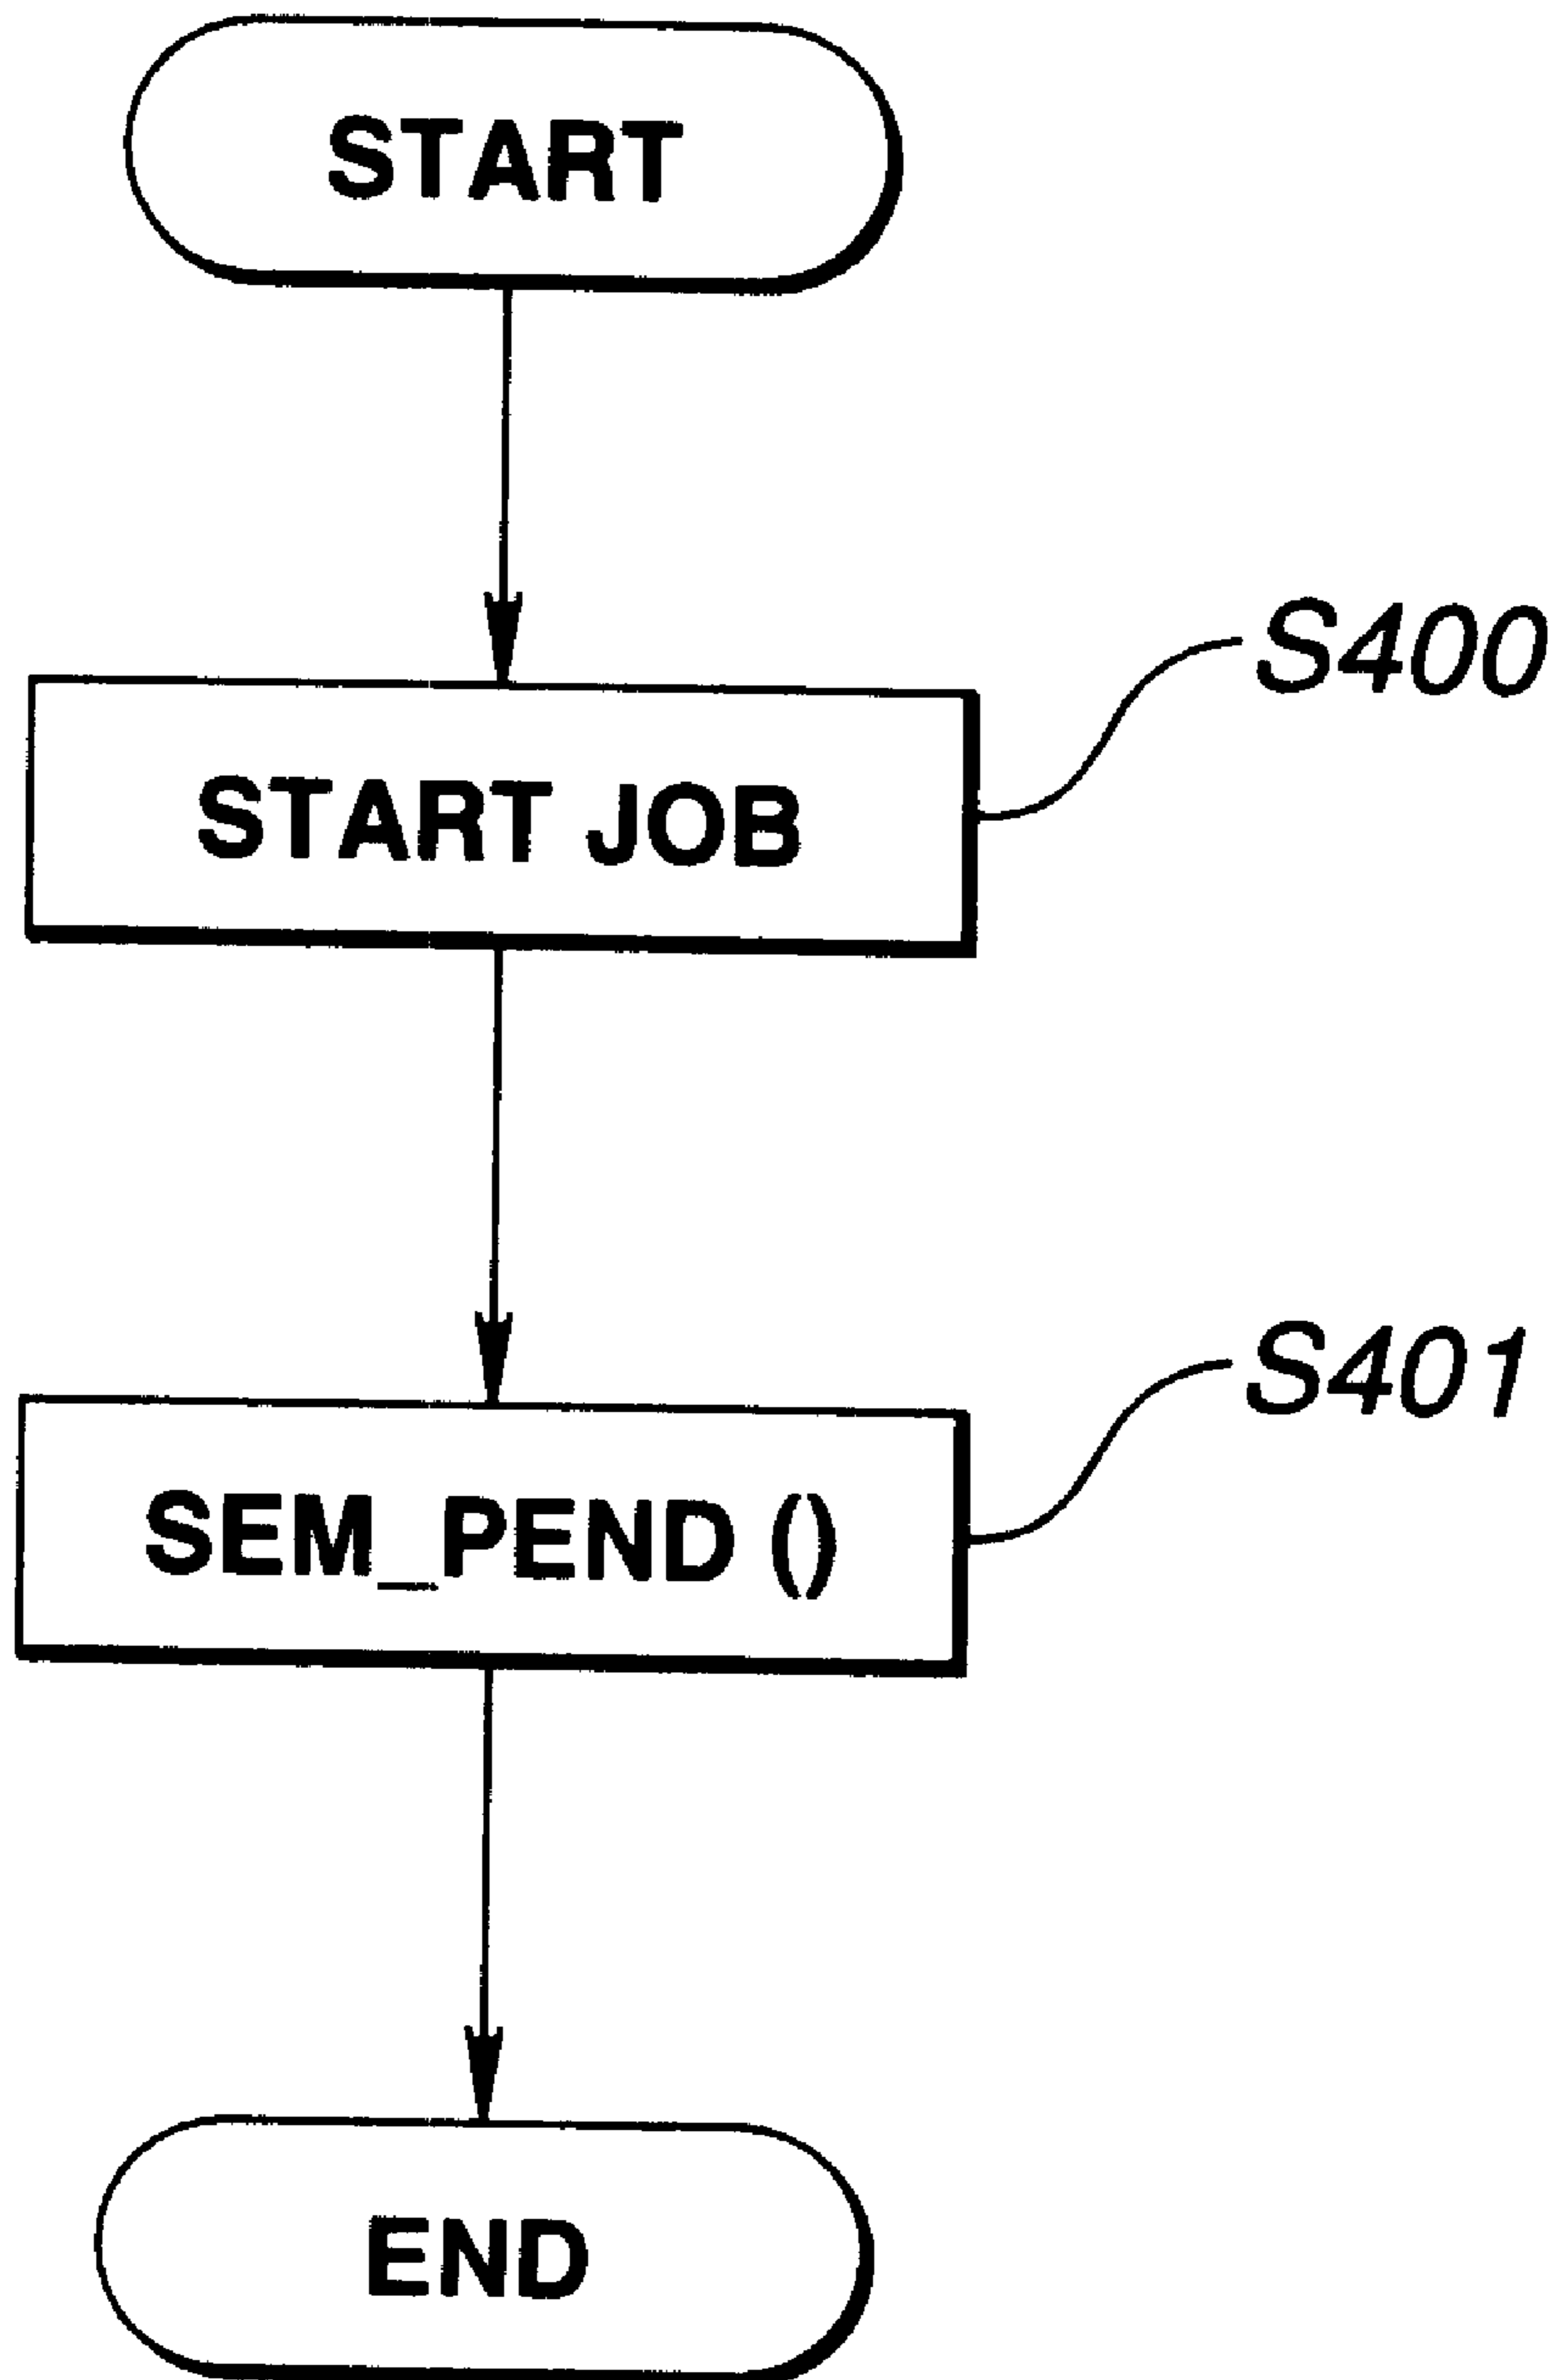 START
S400
START JOB
S401
SEM_PEND ()
END